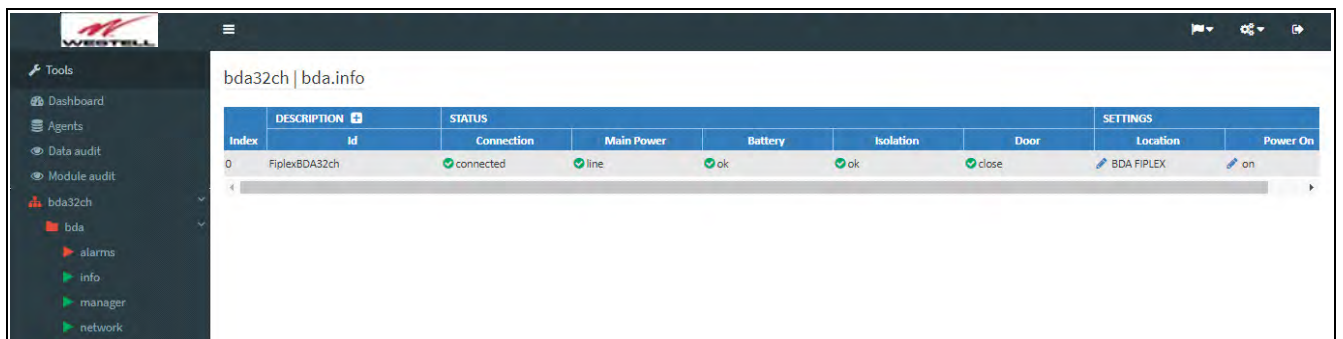 WESTELL
Tools
Dashboard
Agents
Data audit
Module audit
bda32ch
bda
alarms
info
manager
network
bda32ch | bda.info
DESCRIPTION STATUS SETTINGS
Index Id Connection Main Power Battery Isolation Door Location Power On
0 FiplexBDA32ch connected line ok ok close BDA FIPLEX on